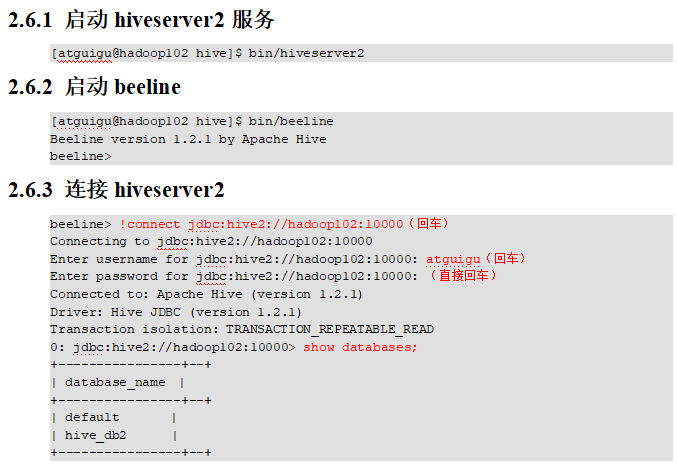 2.6.1 启动 hiveserver2 服务
[atguigu@hadoop102 hive]$ bin/hiveserver2
2.6.2 启动 beeline
[atguigu@hadoop102 hive]$ bin/beeline
Beeline version 1.2.1 by Apache Hive
beeline>
2.6.3 连接 hiveserver2
beeline> !connect jdbc:hive2://hadoop102:10000（回车）
Connecting to jdbc:hive2://hadoop102:10000
Enter username for jdbc:hive2://hadoop102:10000: atguigu（回车）
Enter password for jdbc:hive2://hadoop102:10000: （直接回车）
Connected to: Apache Hive (version 1.2.1)
Driver: Hive JDBC (version 1.2.1)
Transaction isolation: TRANSACTION_REPEATABLE_READ
0: jdbc:hive2://hadoop102:10000> show databases;
+----------------+--+
| database_name  |
+----------------+--+
| default       |
| hive_db2      |
+----------------+--+